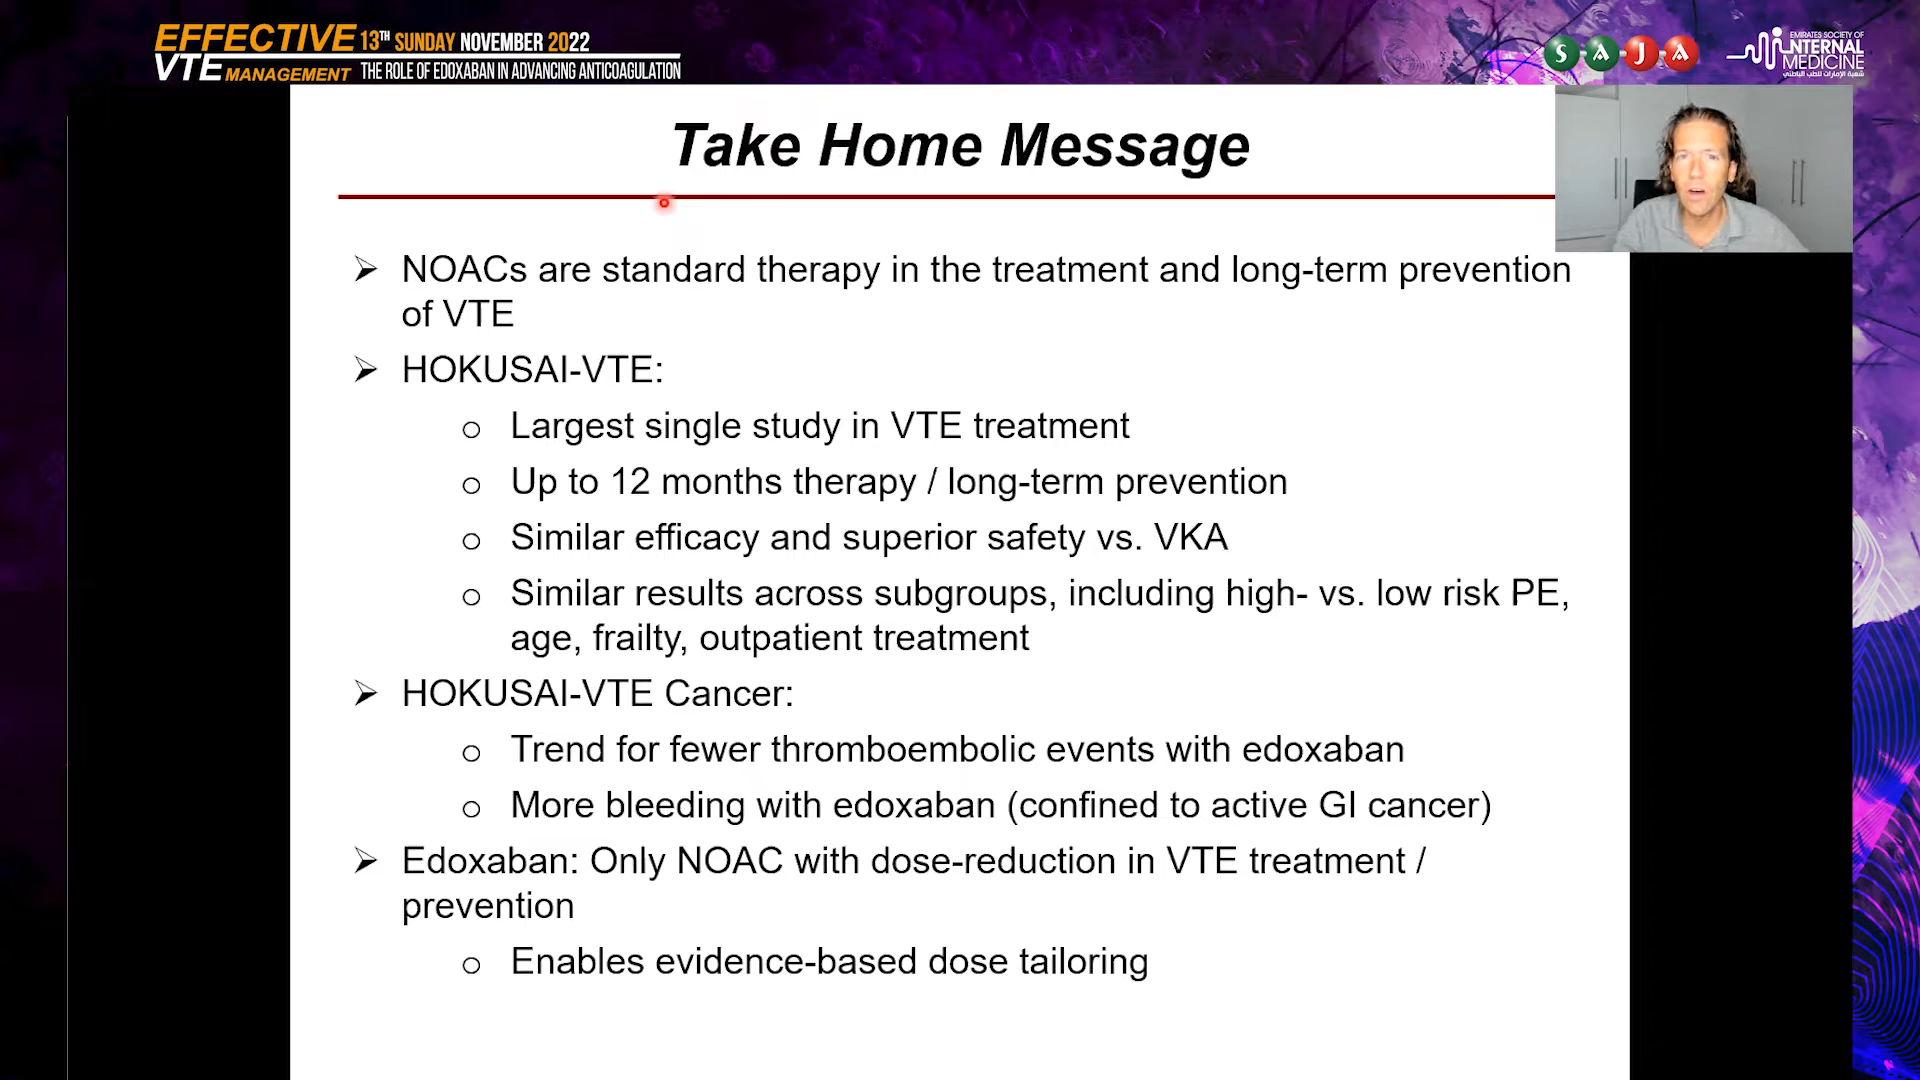 EFFECTIVE 13TH SUNDAY NOVEMBER 2022
VTE MANAGEMENT THE ROLE OF EDOXABAN IN ADVANCING ANTICOAGULATION
SAJA
EMIRATES SOCIETY OF
INTERNAL
MEDICINE
شعبة الإمارات للطب الباطني
Take Home Message
➢ NOACs are standard therapy in the treatment and long-term prevention
of VTE
➢ HOKUSAI-VTE:
o Largest single study in VTE treatment
o Up to 12 months therapy / long-term prevention
o Similar efficacy and superior safety vs. VKA
o Similar results across subgroups, including high- vs. low risk PE,
age, frailty, outpatient treatment
➢ HOKUSAI-VTE Cancer:
o Trend for fewer thromboembolic events with edoxaban
o More bleeding with edoxaban (confined to active GI cancer)
➢ Edoxaban: Only NOAC with dose-reduction in VTE treatment /
prevention
o Enables evidence-based dose tailoring